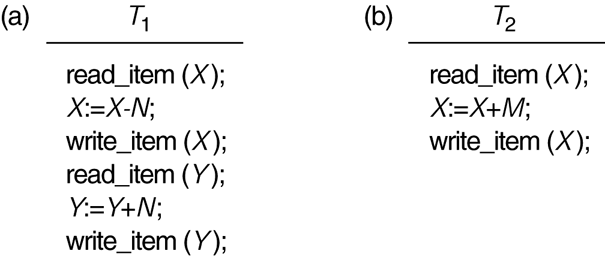 (a) T1
read_item (X);
X:=X-N;
write_item (X);
read_item (Y);
Y:=Y+N;
write_item (Y);
(b) T2
read_item (X);
X:=X+M;
write_item (X);